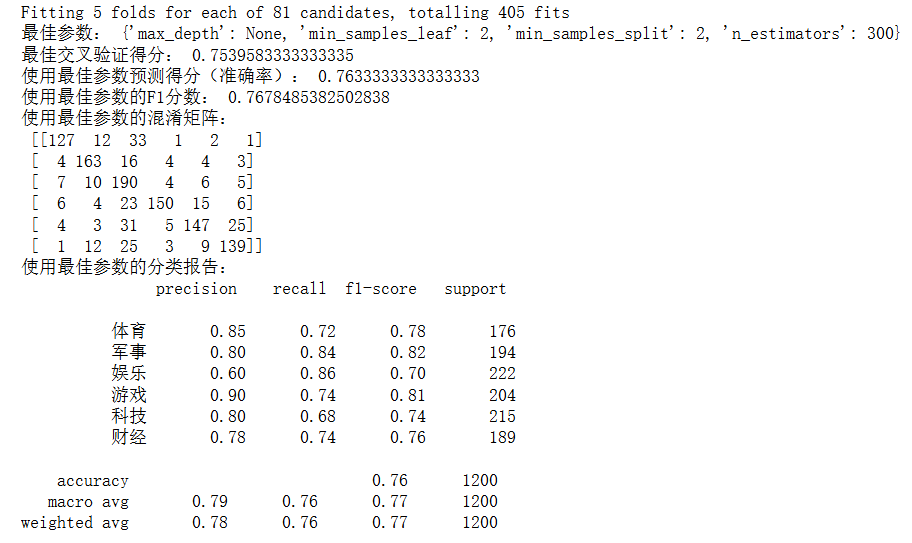 Fitting 5 folds for each of 81 candidates, totalling 405 fits
最佳参数： {'max_depth': None, 'min_samples_leaf': 2, 'min_samples_split': 2, 'n_estimators': 300}
最佳交叉验证得分： 0.7539583333333335
使用最佳参数预测得分（准确率）： 0.7633333333333333
使用最佳参数的F1分数： 0.7678485382502838
使用最佳参数的混淆矩阵：
[[127 12 33 1 2 1]
[ 4 163 16 4 4 3]
[ 7 10 190 4 6 5]
[ 6 4 23 150 15 6]
[ 4 3 31 5 147 25]
[ 1 12 25 3 9 139]]
使用最佳参数的分类报告：
precision recall f1-score support
体育 0.85 0.72 0.78 176
军事 0.80 0.84 0.82 194
娱乐 0.60 0.86 0.70 222
游戏 0.90 0.74 0.81 204
科技 0.80 0.68 0.74 215
财经 0.78 0.74 0.76 189
accuracy 0.76 1200
macro avg 0.79 0.76 0.77 1200
weighted avg 0.78 0.76 0.77 1200